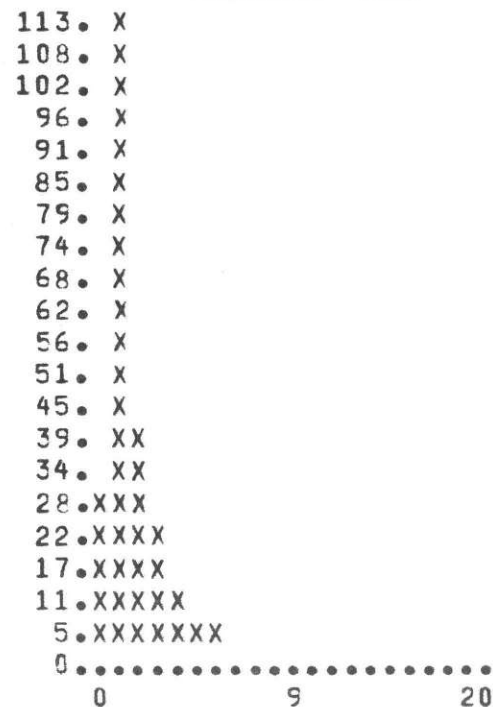 113. X
108. X
102. X
96. X
91. X
85. X
79. X
74. X
68. X
62. X
56. X
51. X
45. X
39. XX
34. XX
28.XXX
22.XXXX
17.XXXX
11.XXXXX
5.XXXXXXX
0......................
0 9 20